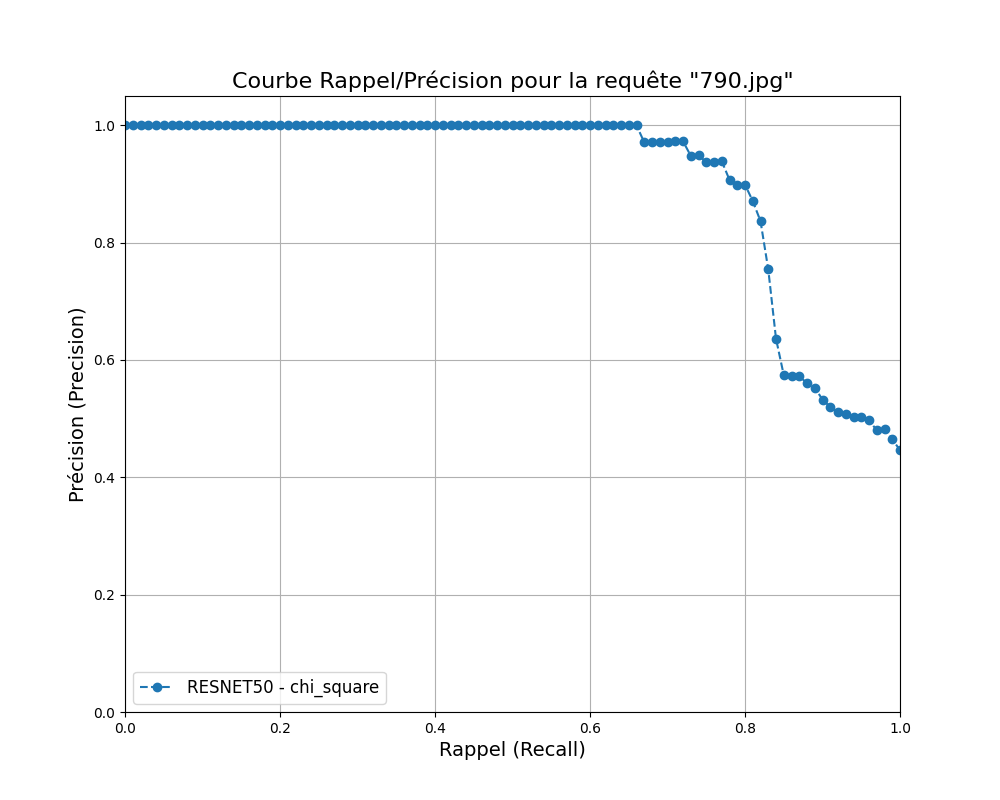 Courbe Rappel/Précision pour la requête "790.jpg"
1.0
0.8
0.6
0.4
0.2
0.0
Précision (Precision)
RESNET50 - chi_square
0.0 0.2 0.4 0.6 0.8 1.0
Rappel (Recall)